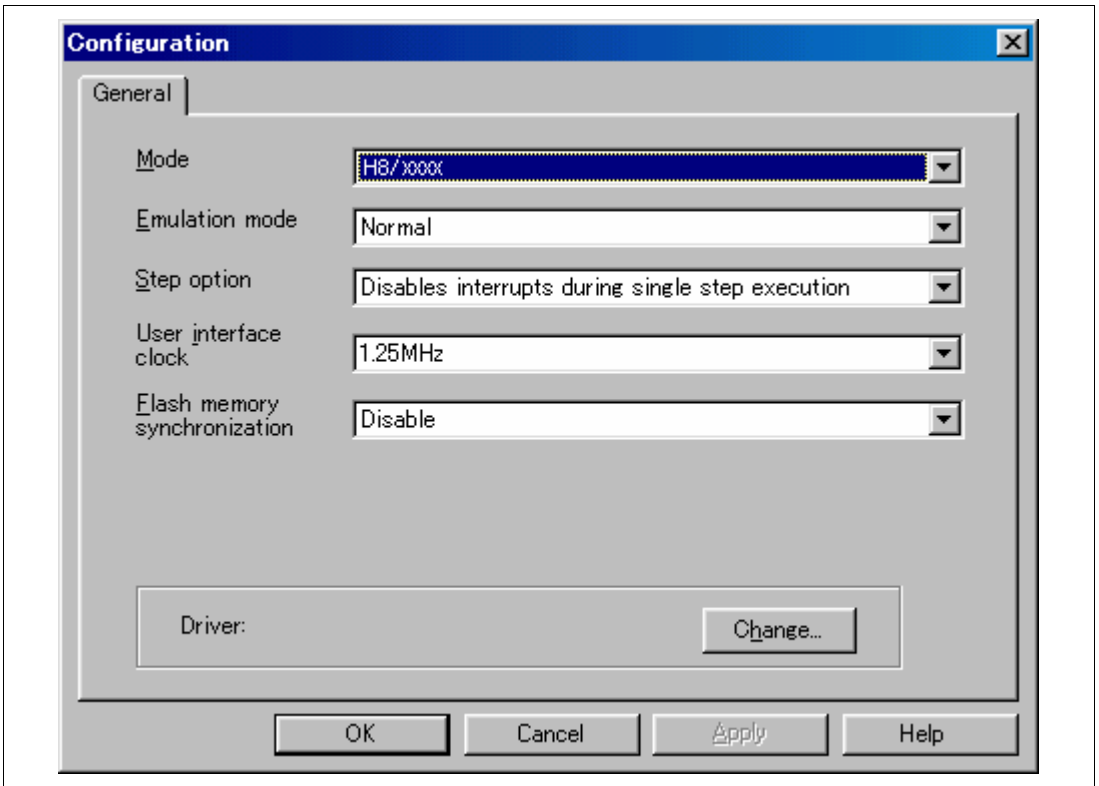 Configuration
General
Mode
H8/xxxx
Emulation mode
Normal
Step option
Disables interrupts during single step execution
User interface
clock
1.25MHz
Flash memory
synchronization
Disable
Driver:
Change...
OK
Cancel
Apply
Help